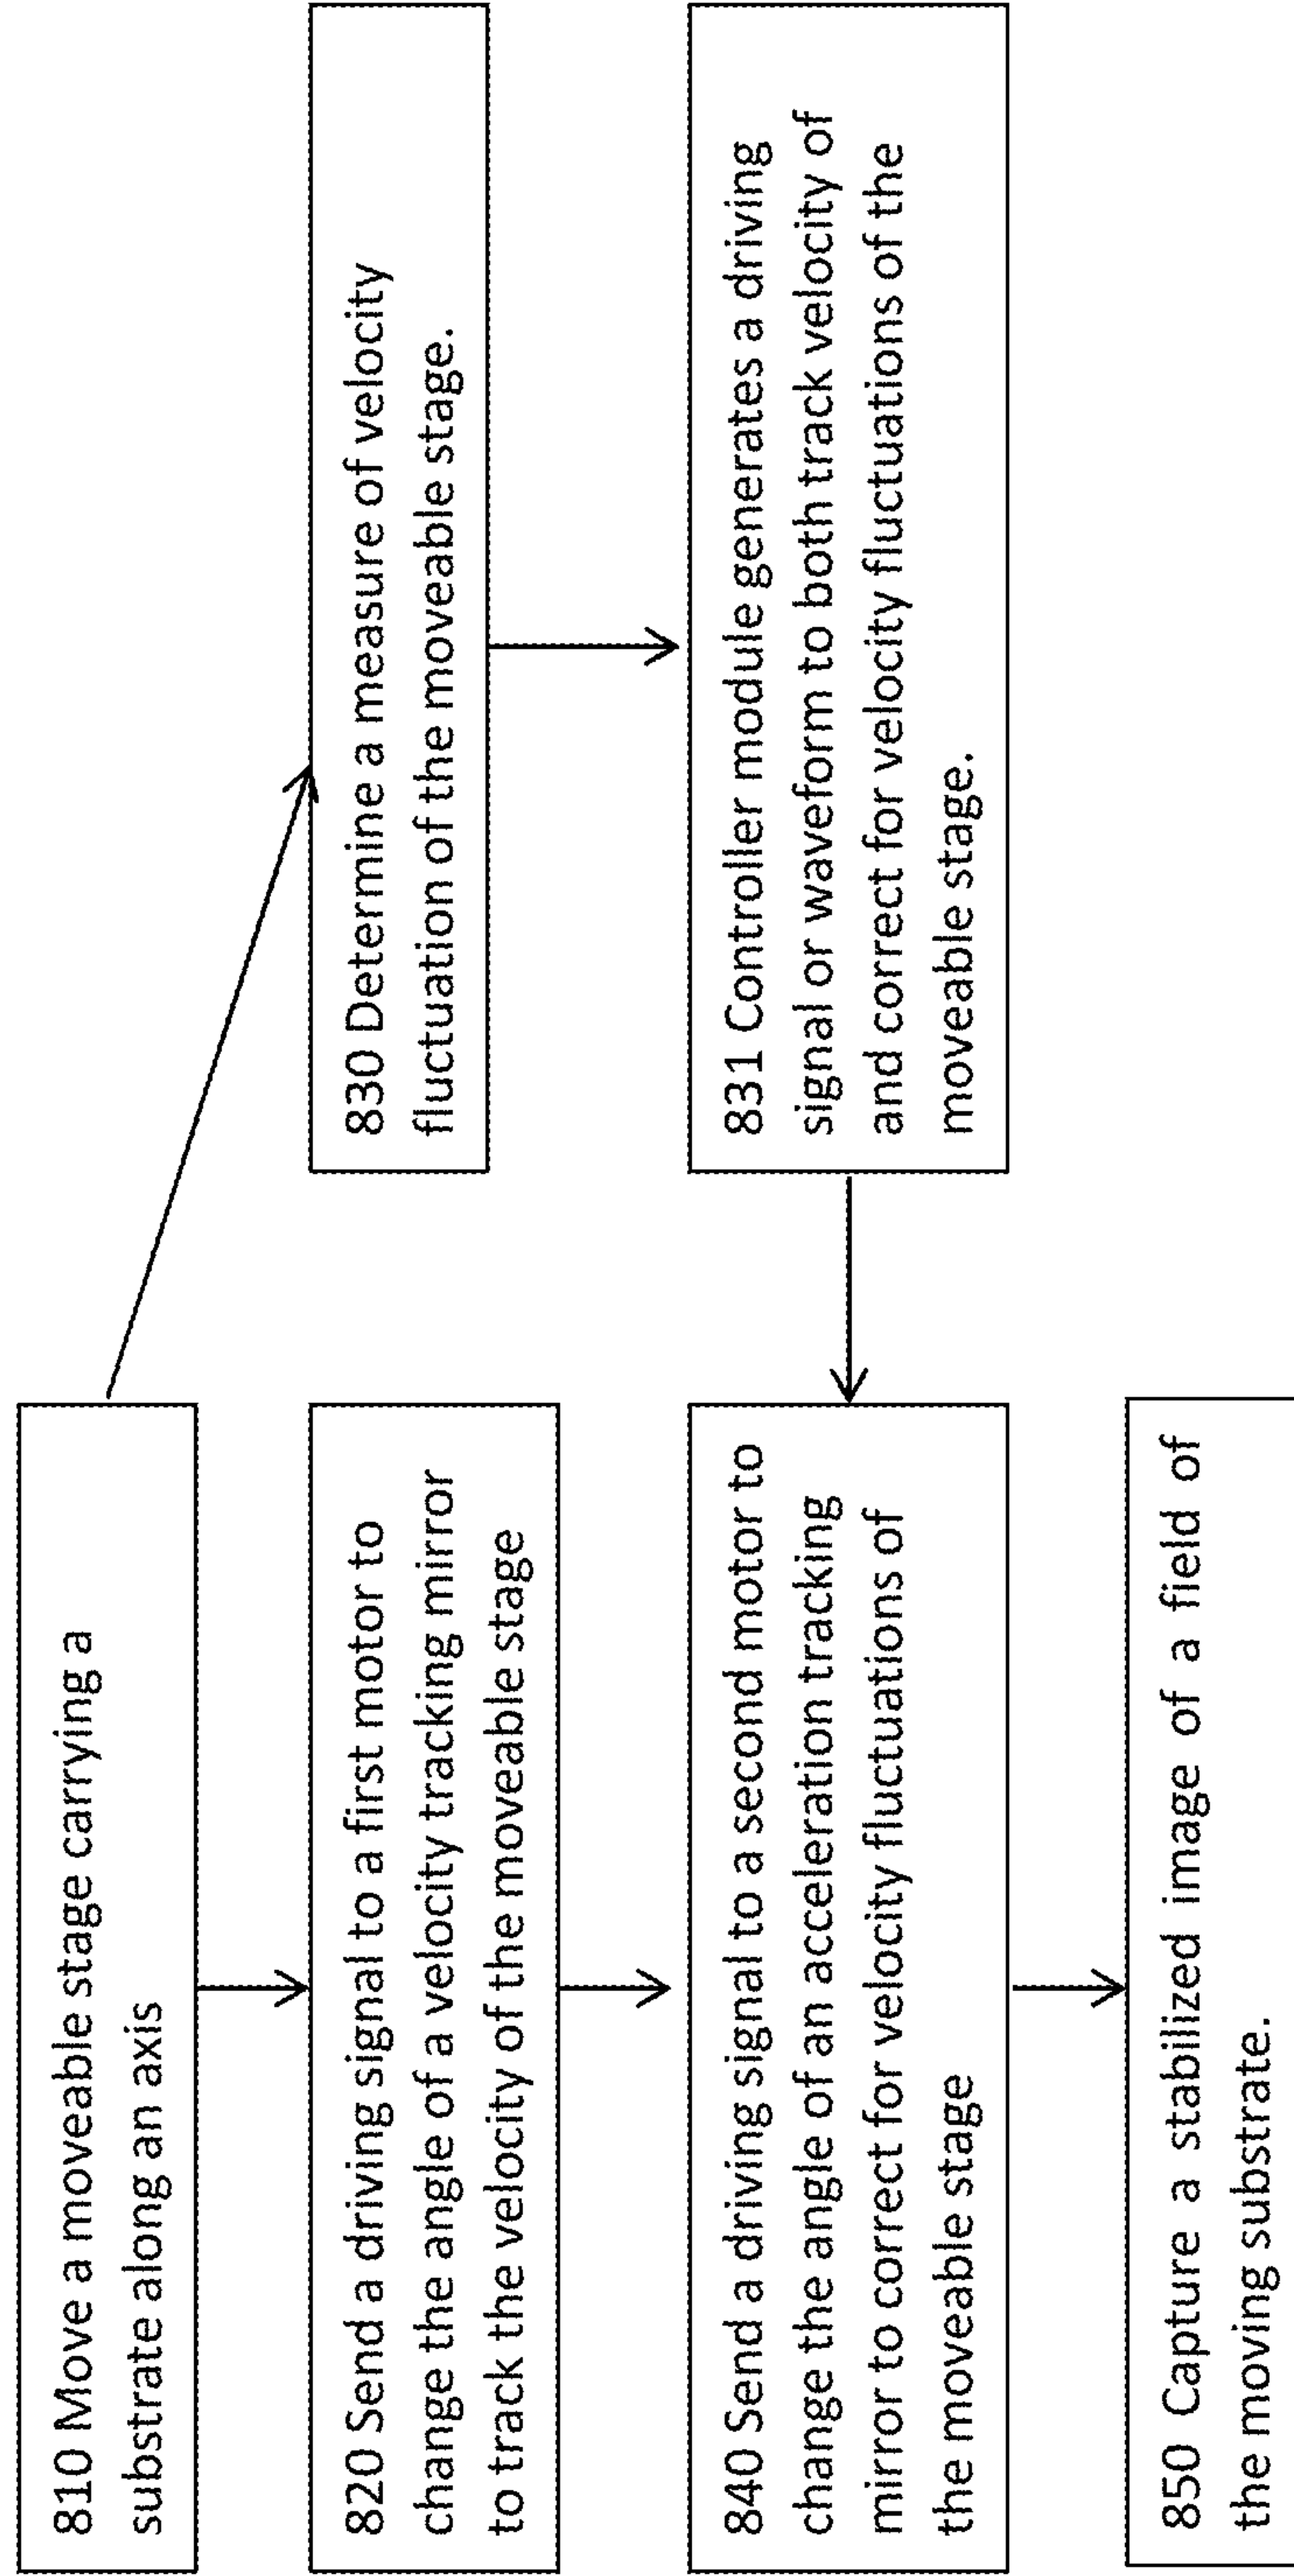 810 Move a moveable stage carrying a
substrate along an axis
820 Send a driving signal to a first motor to
change the angle of a velocity tracking mirror
to track the velocity of the moveable stage
830 Determine a measure of velocity
fluctuation of the moveable stage.
831 Controller module generates a driving
signal or waveform to both track velocity of
and correct for velocity fluctuations of the
moveable stage.
840 Send a driving signal to a second motor to
change the angle of an acceleration tracking
mirror to correct for velocity fluctuations of
the moveable stage
850 Capture a stabilized image of a field of
the moving substrate.